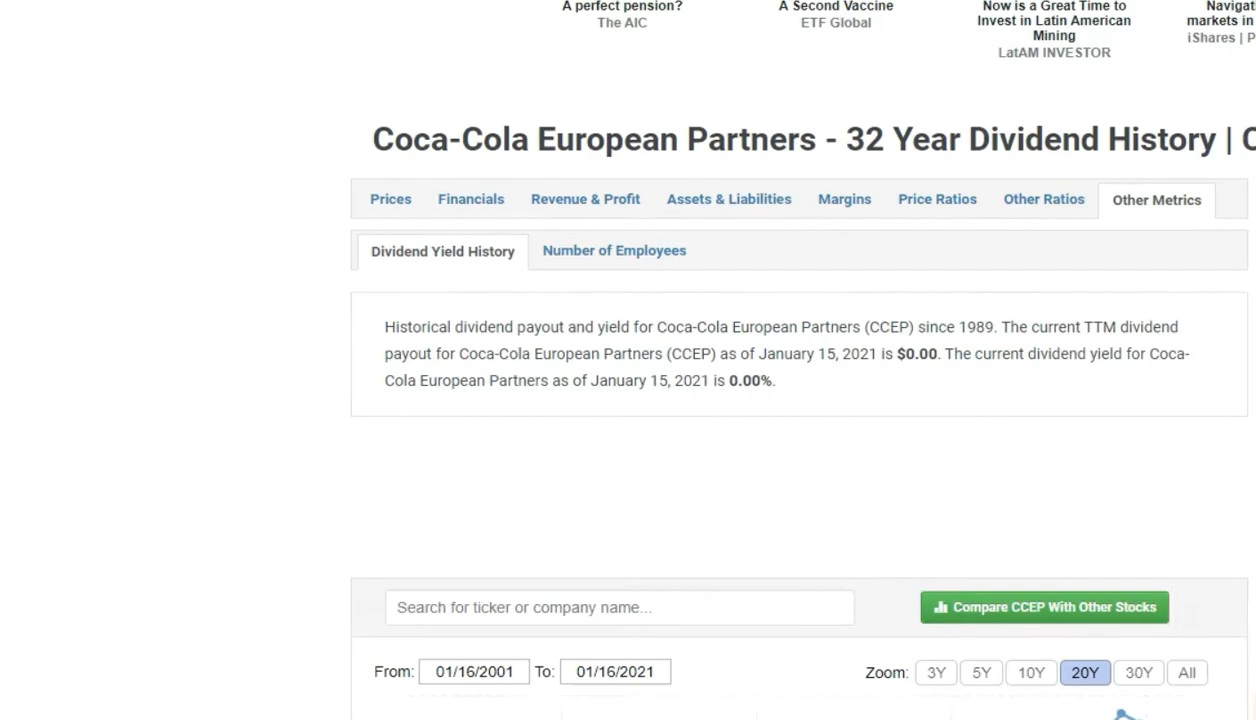 A perfect pension?
The AIC
A Second Vaccine
ETF Global
Now is a Great Time to
Invest in Latin American
Mining
LatAM INVESTOR
markets in
iShares | P
Coca-Cola European Partners - 32 Year Dividend History |
Prices Financials Revenue & Profit Assets & Liabilities Margins Price Ratios Other Ratios Other Metrics
Dividend Yield History Number of Employees
Historical dividend payout and yield for Coca-Cola European Partners (CCEP) since 1989. The current TTM dividend
payout for Coca-Cola European Partners (CCEP) as of January 15, 2021 is $0.00. The current dividend yield for Coca-
Cola European Partners as of January 15, 2021 is 0.00%.
Search for ticker or company name...
Compare CCEP With Other Stocks
From: 01/16/2001 To: 01/16/2021 Zoom: 3Y 5Y 10Y 20Y 30Y All